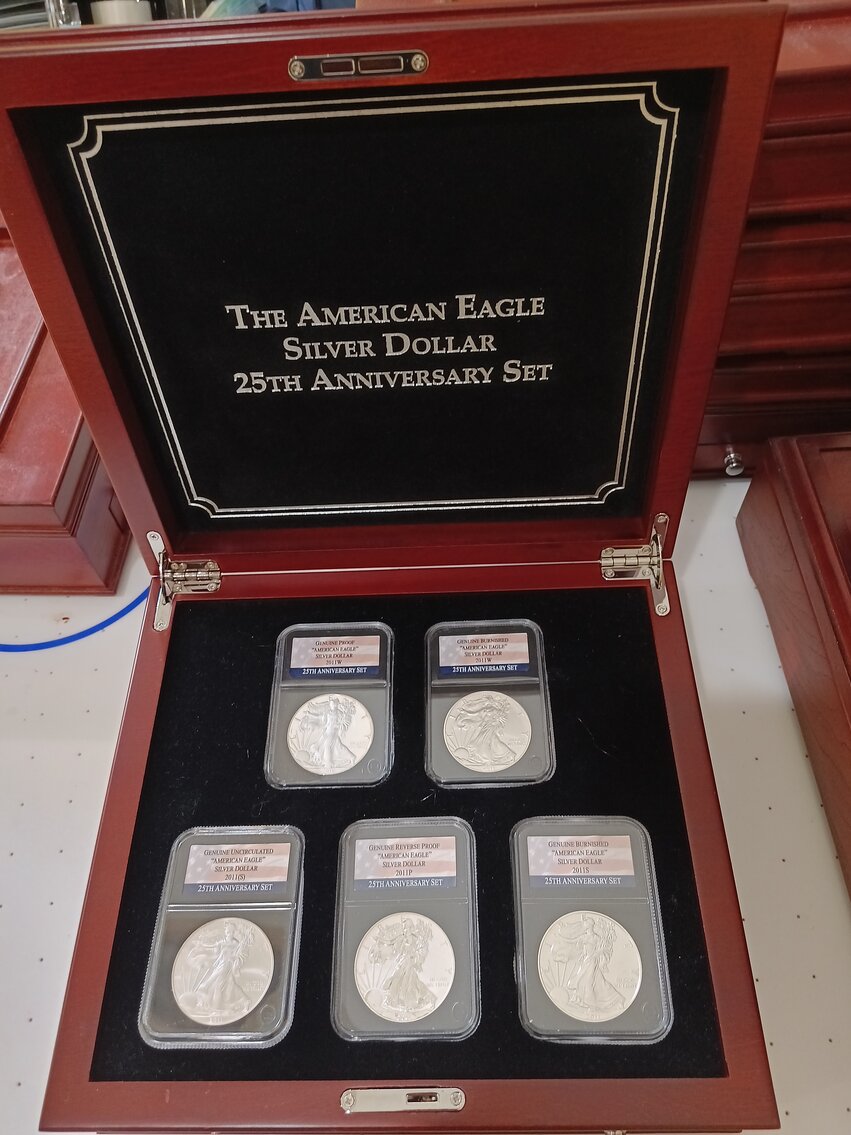 THE AMERICAN EAGLE
SILVER DOLLAR
25TH ANNIVERSARY SET
GENUINE PROOF
"AMERICAN EAGLE"
SILVER DOLLAR
2011W
25TH ANNIVERSARY SET
GENUINE BURNISHED
"AMERICAN EAGLE"
SILVER DOLLAR
2011W
25TH ANNIVERSARY SET
GENUINE UNCIRCULATED
"AMERICAN EAGLE"
SILVER DOLLAR
2011(S)
25TH ANNIVERSARY SET
GENUINE REVERSE PROOF
"AMERICAN EAGLE"
SILVER DOLLAR
2011P
25TH ANNIVERSARY SET
GENUINE BURNISHED
"AMERICAN EAGLE"
SILVER DOLLAR
2011S
25TH ANNIVERSARY SET